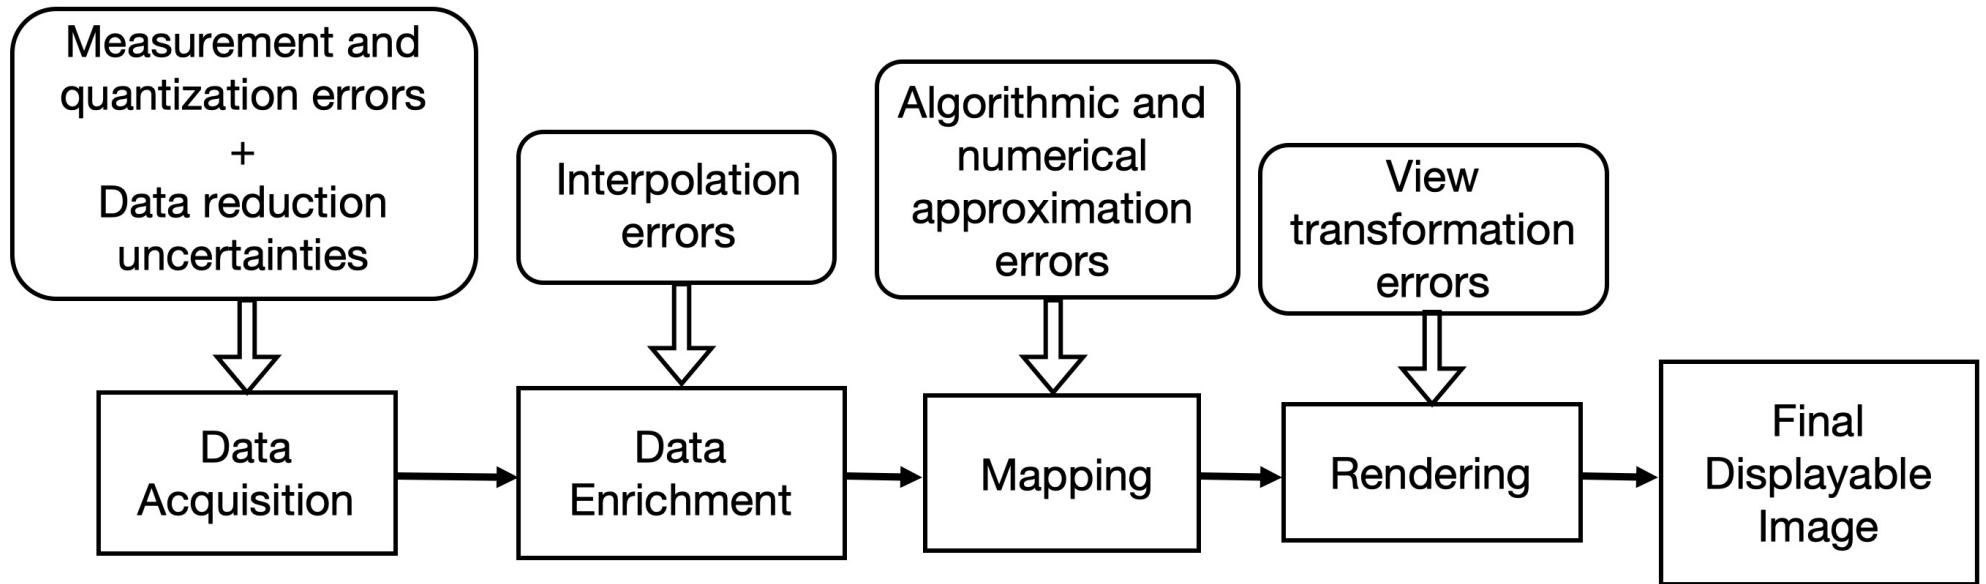 Measurement and
quantization errors
+
Data reduction
uncertainties
Interpolation
errors
Algorithmic and
numerical
approximation
errors
View
transformation
errors
Data
Acquisition
Data
Enrichment
Mapping
Rendering
Final
Displayable
Image